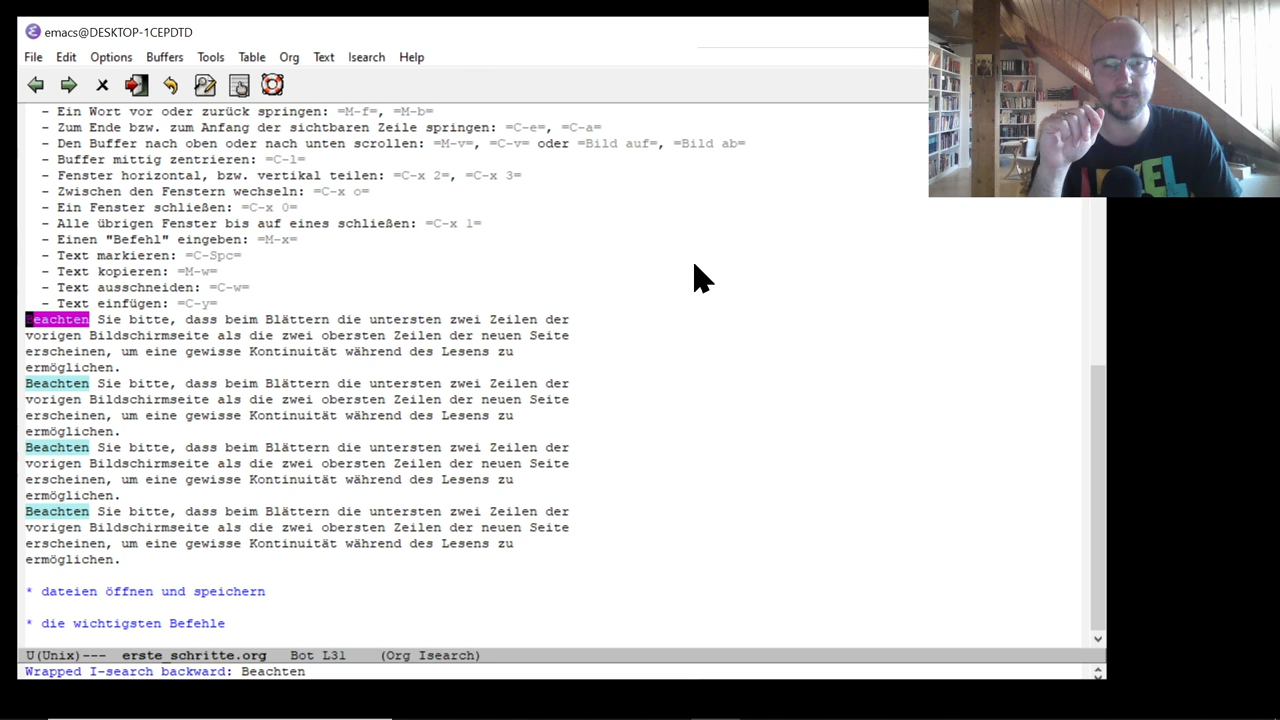 emacs@DESKTOP-1CEPDTD
File Edit Options Buffers Tools Table Org Text Isearch Help
- Ein Wort vor oder zurück springen: =M-f=, =M-b=
- Zum Ende bzw. zum Anfang der sichtbaren Zeile springen: =C-e=, =C-a=
- Den Buffer nach oben oder nach unten scrollen: =M-v=, =C-v= oder =Bild auf=, =Bild ab=
- Buffer mittig zentrieren: =C-l=
- Fenster horizontal, bzw. vertikal teilen: =C-x 2=, =C-x 3=
- Zwischen den Fenstern wechseln: =C-x o=
- Ein Fenster schließen: =C-x 0=
- Alle übrigen Fenster bis auf eines schließen: =C-x 1=
- Einen "Befehl" eingeben: =M-x=
- Text markieren: =C-Spc=
- Text kopieren: =M-w=
- Text ausschneiden: =C-w=
- Text einfügen: =C-y=
Beachten Sie bitte, dass beim Blättern die untersten zwei Zeilen der
vorigen Bildschirmseite als die zwei obersten Zeilen der neuen Seite
erscheinen, um eine gewisse Kontinuität während des Lesens zu
ermöglichen.
Beachten Sie bitte, dass beim Blättern die untersten zwei Zeilen der
vorigen Bildschirmseite als die zwei obersten Zeilen der neuen Seite
erscheinen, um eine gewisse Kontinuität während des Lesens zu
ermöglichen.
Beachten Sie bitte, dass beim Blättern die untersten zwei Zeilen der
vorigen Bildschirmseite als die zwei obersten Zeilen der neuen Seite
erscheinen, um eine gewisse Kontinuität während des Lesens zu
ermöglichen.
Beachten Sie bitte, dass beim Blättern die untersten zwei Zeilen der
vorigen Bildschirmseite als die zwei obersten Zeilen der neuen Seite
erscheinen, um eine gewisse Kontinuität während des Lesens zu
ermöglichen.
* dateien öffnen und speichern
* die wichtigsten Befehle
U(Unix)--- erste_schritte.org Bot L31 (Org Isearch)
Wrapped I-search backward: Beachten